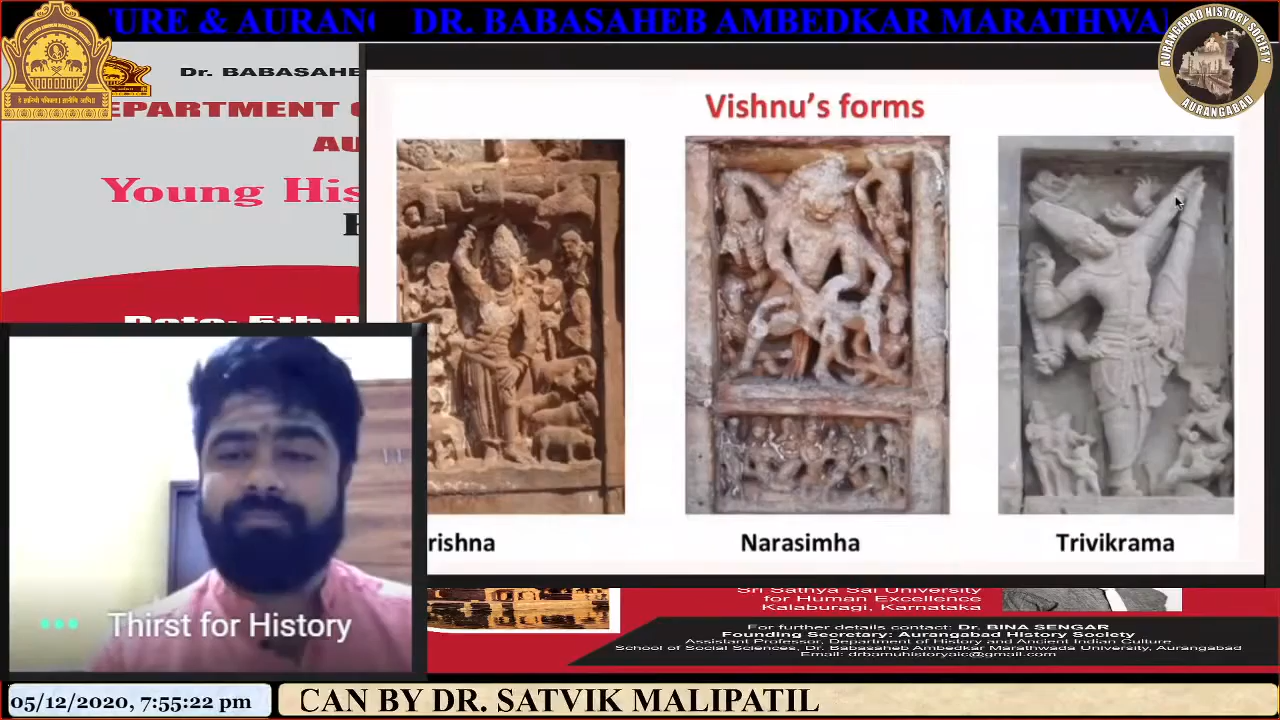 URE & AURANG DR. BABASAHEB AMBEDKAR MARATHWA
AURANGABAD HISTORY SOCIETY
AURANGABAD
Dr. BABASAHE
EPARTMENT
AU
Young His
Vishnu's forms
rishna
Narasimha
Trivikrama
Thirst for History
Sri Sathya Sai University
for Human Excellence
Kalaburagi, Karnataka
For further details contact: Dr. BINA SENGAR
Founding Secretary: Aurangabad History Society
Assistant Professor, Department of History and Ancient Indian Culture
School of Social Sciences, Dr. Babasaheb Ambedkar Marathwada University, Aurangabad
Email: drbamuhistoryaic@gmail.com
05/12/2020, 7:55:22 pm
CAN BY DR. SATVIK MALIPATIL